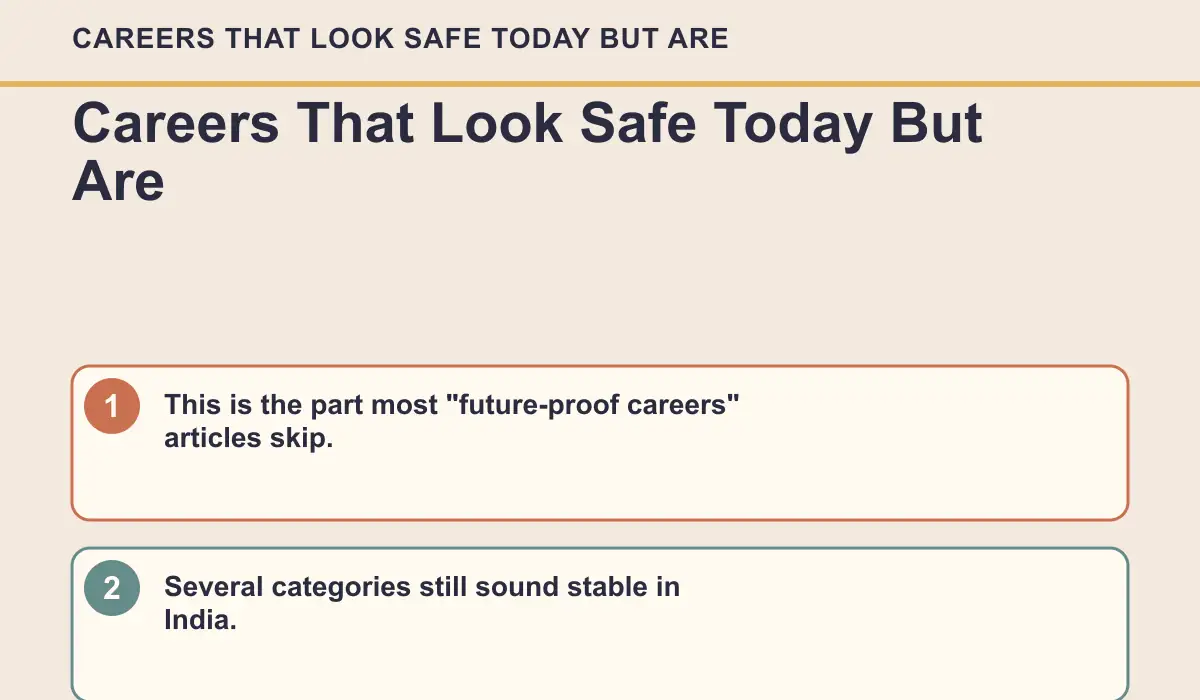 CAREERS THAT LOOK SAFE TODAY BUT ARE
Careers That Look Safe Today But
Are
1
This is the part most "future-proof careers"
articles skip.
2
Several categories still sound stable in
India.